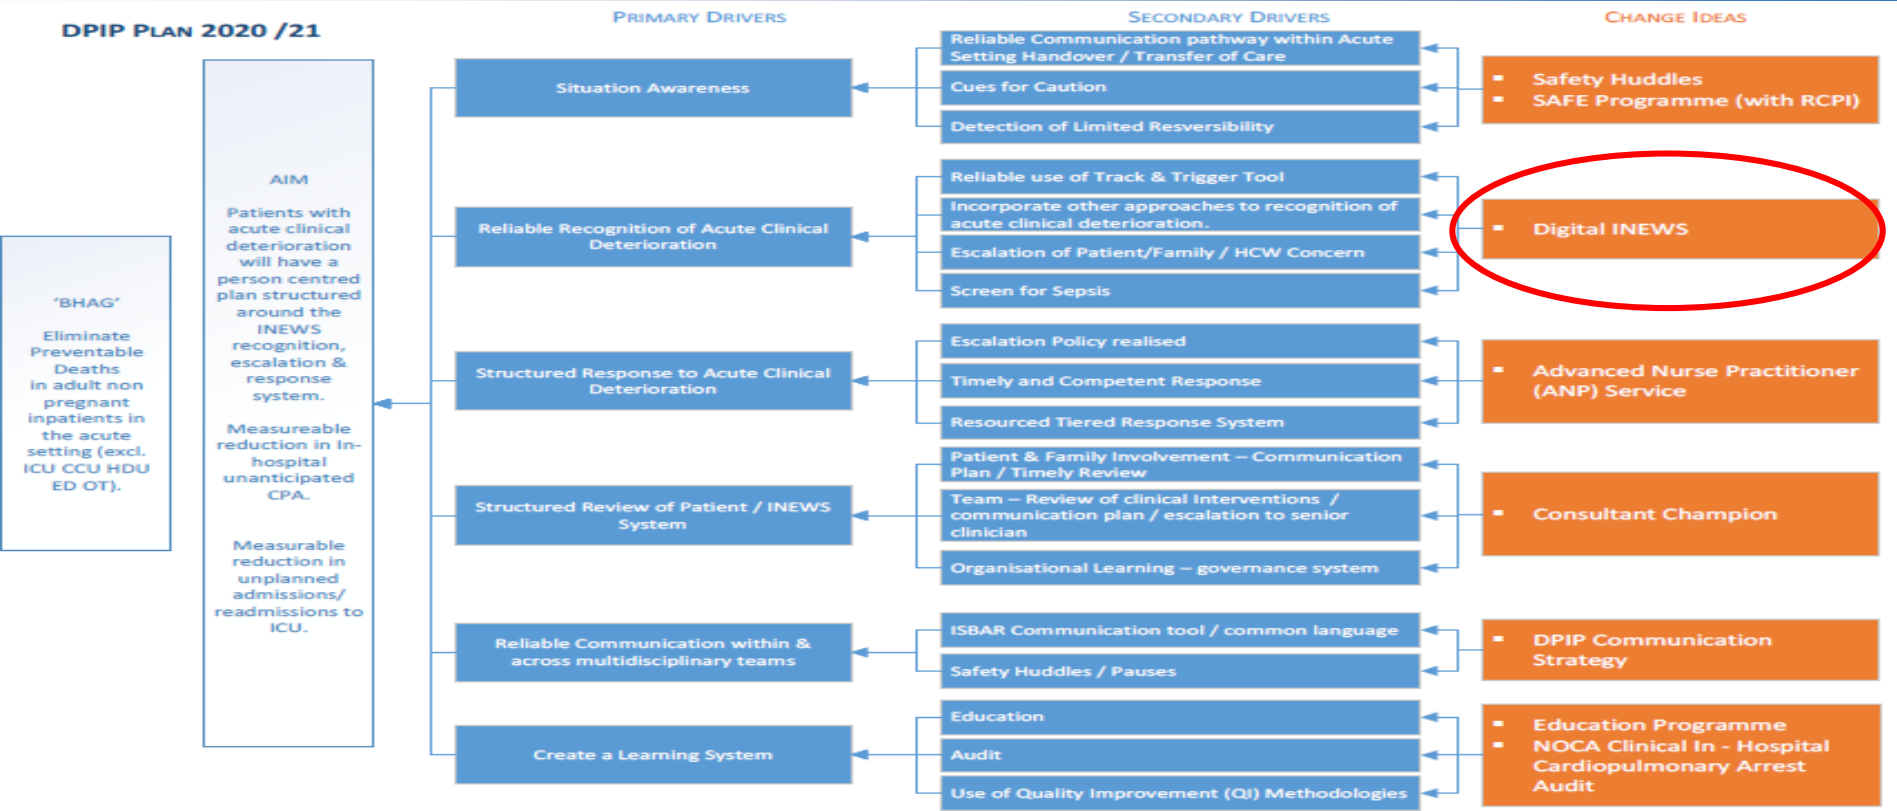 DPIP PLAN 2020 /21
PRIMARY DRIVERS
SECONDARY DRIVERS
CHANGE IDEAS
'BHAG'
Eliminate
Preventable
Deaths
in adult non
pregnant
inpatients in
the acute
setting (excl.
ICU CCU HDU
ED OT).
AIM
Patients with
acute clinical
deterioration
will have a
person centred
plan structured
around the
INEWS
recognition,
escalation &
response
system.
Measureable
reduction in In-
hospital
unanticipated
CPA.
Measurable
reduction in
unplanned
admissions/
readmissions to
ICU.
Situation Awareness
Reliable Communication pathway within Acute
Setting Handover / Transfer of Care
Cues for Caution
Detection of Limited Resversibility
▪ Safety Huddles
▪ SAFE Programme (with RCPI)
Reliable Recognition of Acute Clinical
Deterioration
Reliable use of Track & Trigger Tool
Incorporate other approaches to recognition of
acute clinical deterioration.
Escalation of Patient/Family / HCW Concern
Screen for Sepsis
▪ Digital INEWS
Structured Response to Acute Clinical
Deterioration
Escalation Policy realised
Timely and Competent Response
Resourced Tiered Response System
▪ Advanced Nurse Practitioner
(ANP) Service
Structured Review of Patient / INEWS
System
Patient & Family Involvement – Communication
Plan / Timely Review
Team – Review of clinical Interventions /
communication plan / escalation to senior
clinician
Organisational Learning – governance system
▪ Consultant Champion
Reliable Communication within &
across multidisciplinary teams
ISBAR Communication tool / common language
Safety Huddles / Pauses
▪ DPIP Communication
Strategy
Create a Learning System
Education
Audit
Use of Quality Improvement (QI) Methodologies
▪ Education Programme
▪ NOCA Clinical In - Hospital
Cardiopulmonary Arrest
Audit